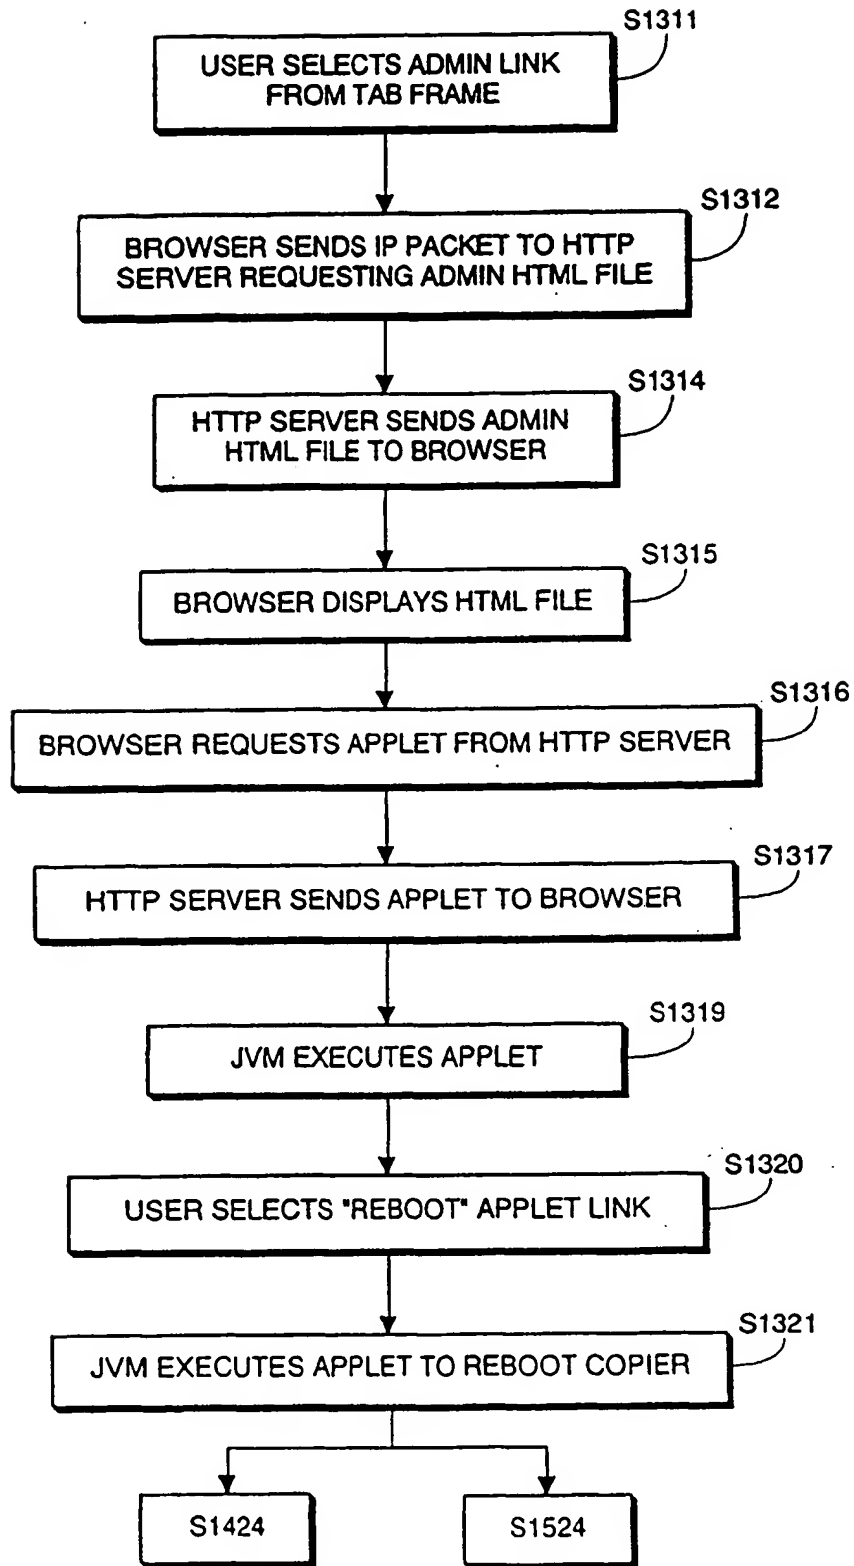 S1311
USER SELECTS ADMIN LINK
FROM TAB FRAME
S1312
BROWSER SENDS IP PACKET TO HTTP
SERVER REQUESTING ADMIN HTML FILE
S1314
HTTP SERVER SENDS ADMIN
HTML FILE TO BROWSER
S1315
BROWSER DISPLAYS HTML FILE
S1316
BROWSER REQUESTS APPLET FROM HTTP SERVER
S1317
HTTP SERVER SENDS APPLET TO BROWSER
S1319
JVM EXECUTES APPLET
S1320
USER SELECTS "REBOOT" APPLET LINK
S1321
JVM EXECUTES APPLET TO REBOOT COPIER
S1424
S1524